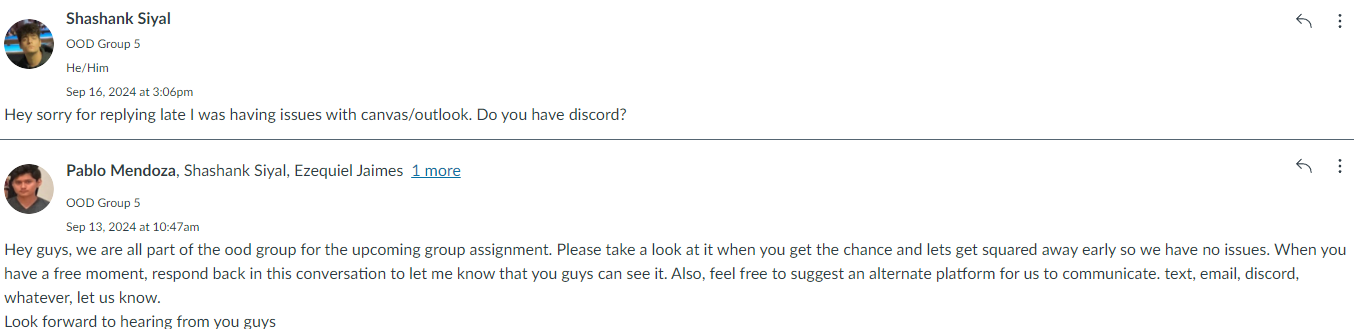 Shashank Siyal
OOD Group 5
He/Him
Sep 16, 2024 at 3:06pm
Hey sorry for replying late I was having issues with canvas/outlook. Do you have discord?
Pablo Mendoza, Shashank Siyal, Ezequiel Jaimes 1 more
OOD Group 5
Sep 13, 2024 at 10:47am
Hey guys, we are all part of the ood group for the upcoming group assignment. Please take a look at it when you get the chance and lets get squared away early so we have no issues. When you
have a free moment, respond back in this conversation to let me know that you guys can see it. Also, feel free to suggest an alternate platform for us to communicate. text, email, discord,
whatever, let us know.
Look forward to hearing from you guys